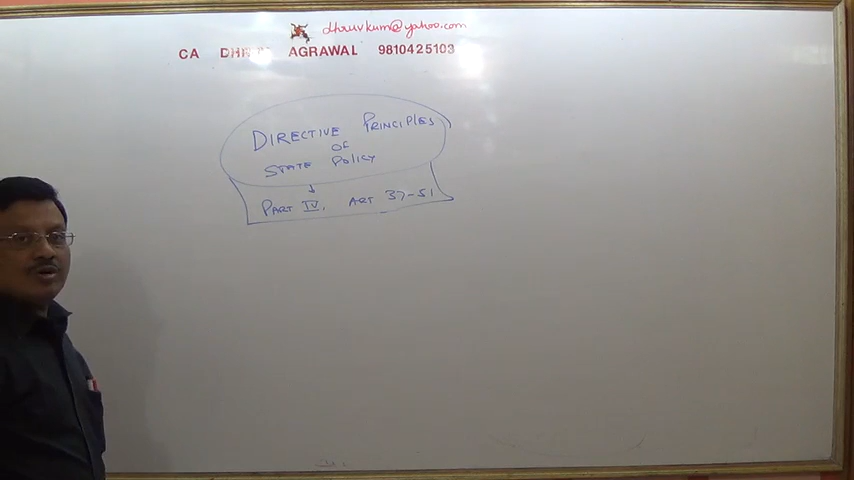 dhruvkum@yahoo.com
CA AGRAWAL 9810425103
DIRECTIVE PRINCIPLES
OF
STATE POLICY
PART IV, ART 37-51